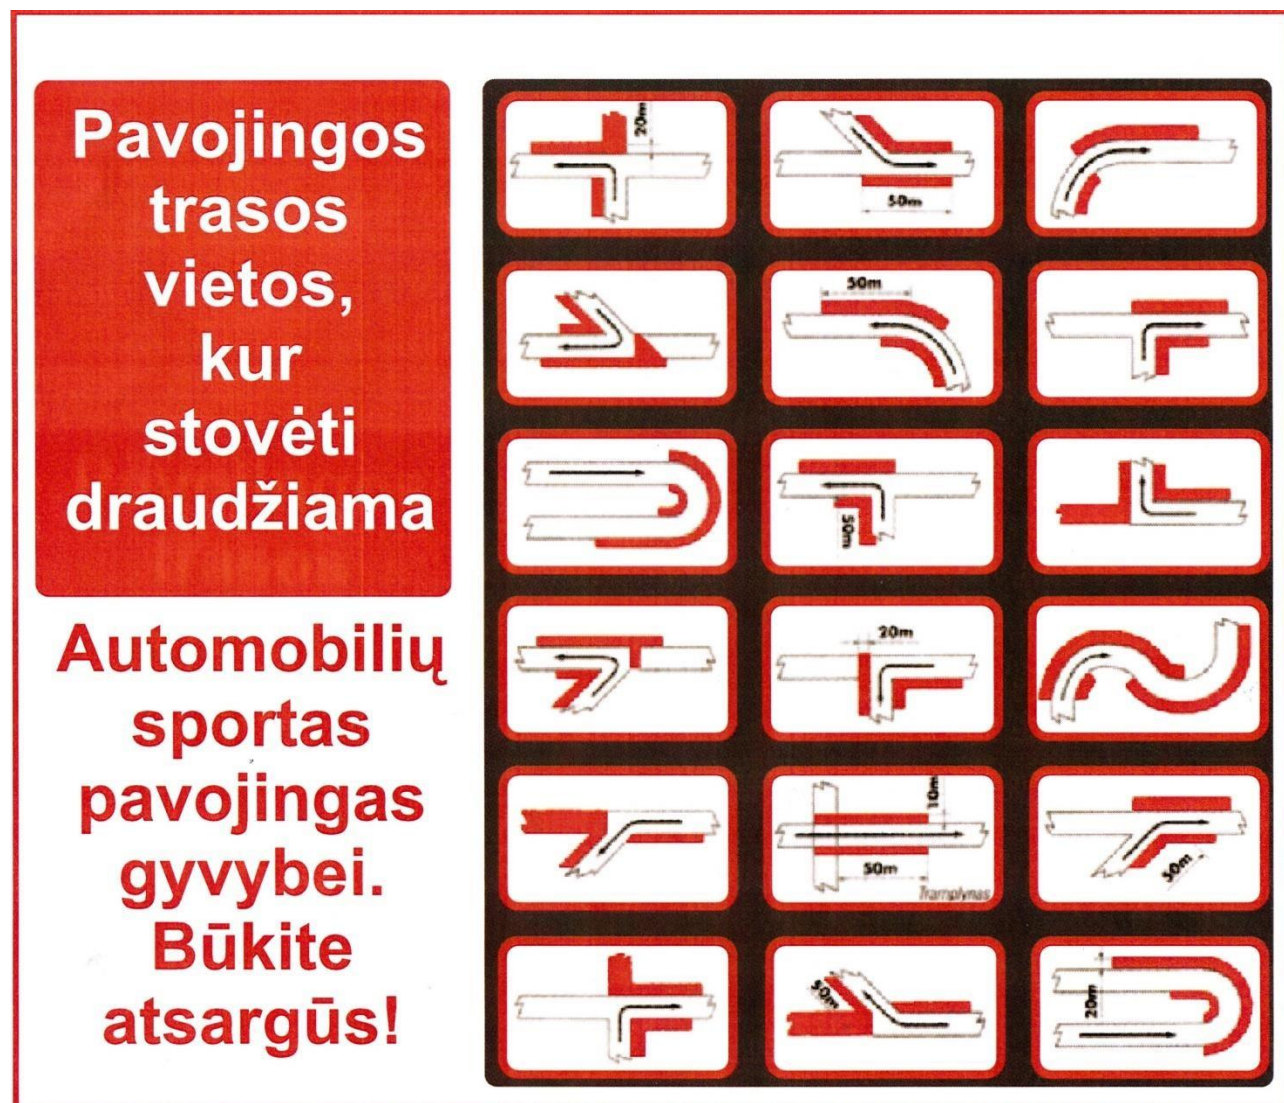 Pavojingos
trasos
vietos,
kur
stovėti
draudžiama
Automobilių
sportas
pavojingas
gyvybei.
Būkite
atsargūs!
20m
50m
50m
50m
20m
10m
50m
Tramplynas
50m
50m
20m